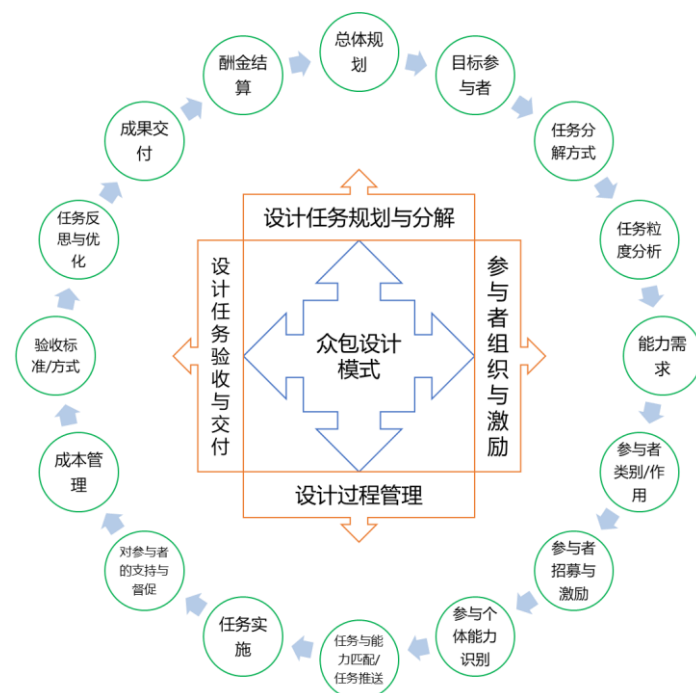 总体规
划
目标参
与者
任务分
解方式
任务粒
度分析
能力需
求
参与者
类别/作
用
参与者
招募与
激励
参与个
体能力
识别
任务与能
力匹配/
任务推送
任务实
施
对参与者
的支持与
督促
成本管
理
验收标
准/方式
任务反
思与优
化
成果交
付
酬金结
算
设计任务规划与分解
参与者组织与激励
设计过程管理
设计任务验收与交付
众包设计
模式